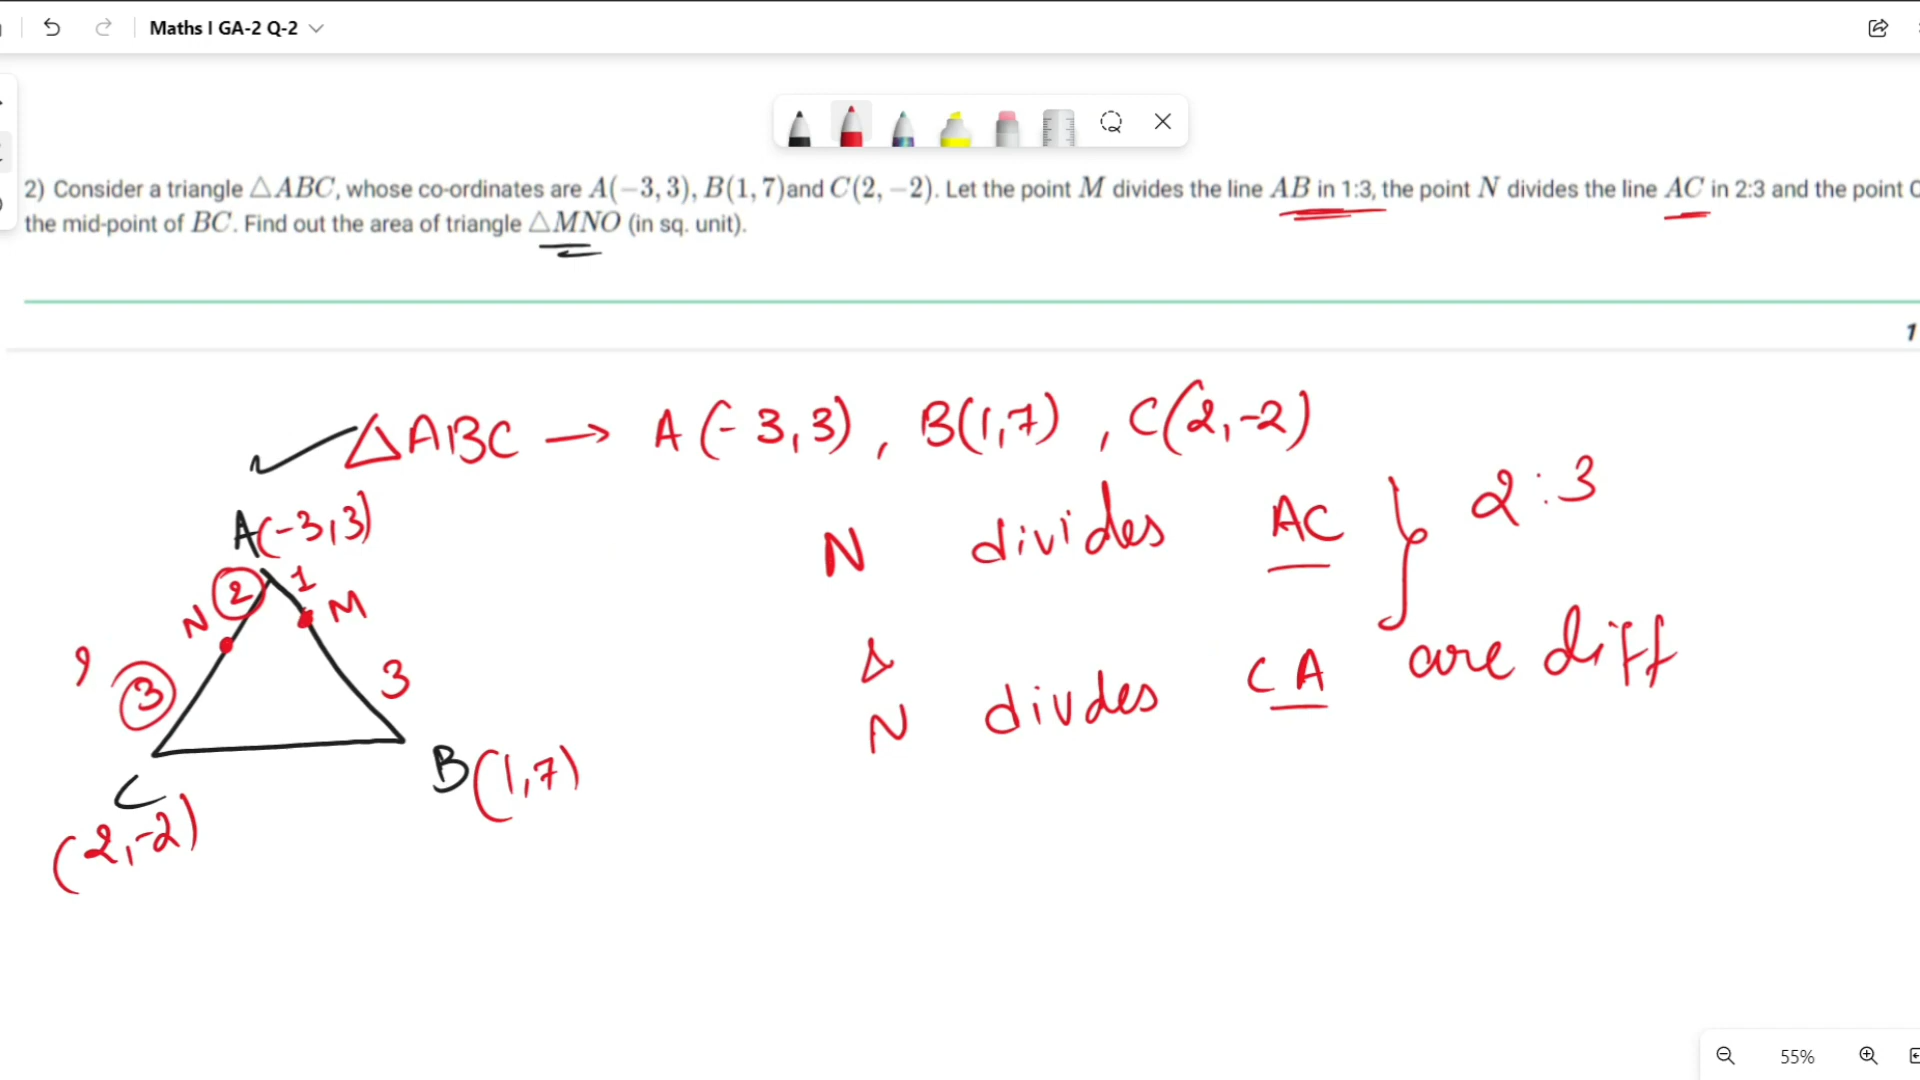 Maths I GA-2 Q-2
2) Consider a triangle △ABC, whose co-ordinates are A(−3, 3), B(1, 7)and C(2, −2). Let the point M divides the line AB in 1:3, the point N divides the line AC in 2:3 and the point
the mid-point of BC. Find out the area of triangle △MNO (in sq. unit).
1
△ABC → A(-3,3), B(1,7), C(2,-2)
A(-3,3)
N divides AC } 2:3
2 1
N M
&
3 3
N divdes CA are diff
C B(1,7)
(2,-2)
55%